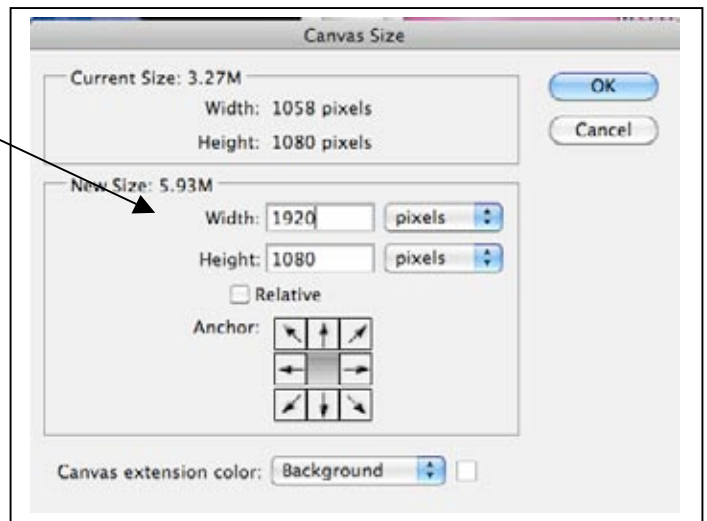 Canvas Size
Current Size: 3.27M
Width: 1058 pixels
Height: 1080 pixels
OK
Cancel
New Size: 5.93M
Width: 1920 pixels
Height: 1080 pixels
Relative
Anchor:
Canvas extension color: Background